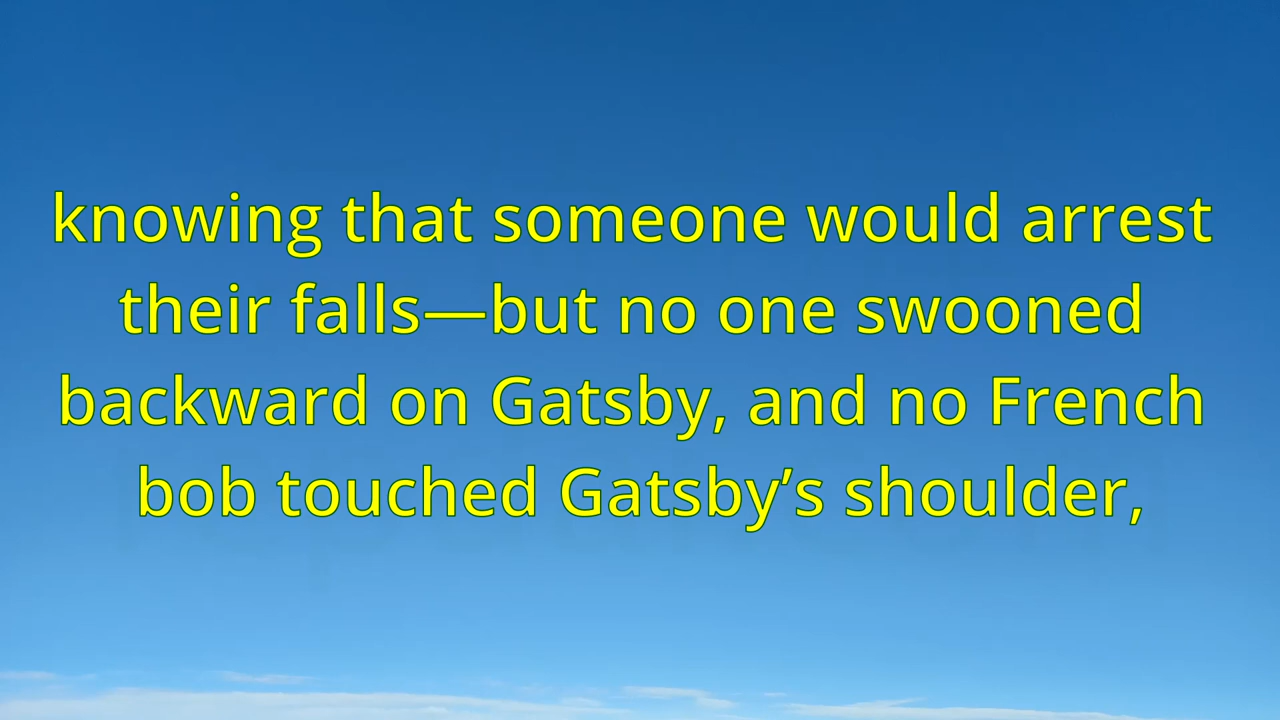 knowing that someone would arrest
their falls—but no one swooned
backward on Gatsby, and no French
bob touched Gatsby’s shoulder,